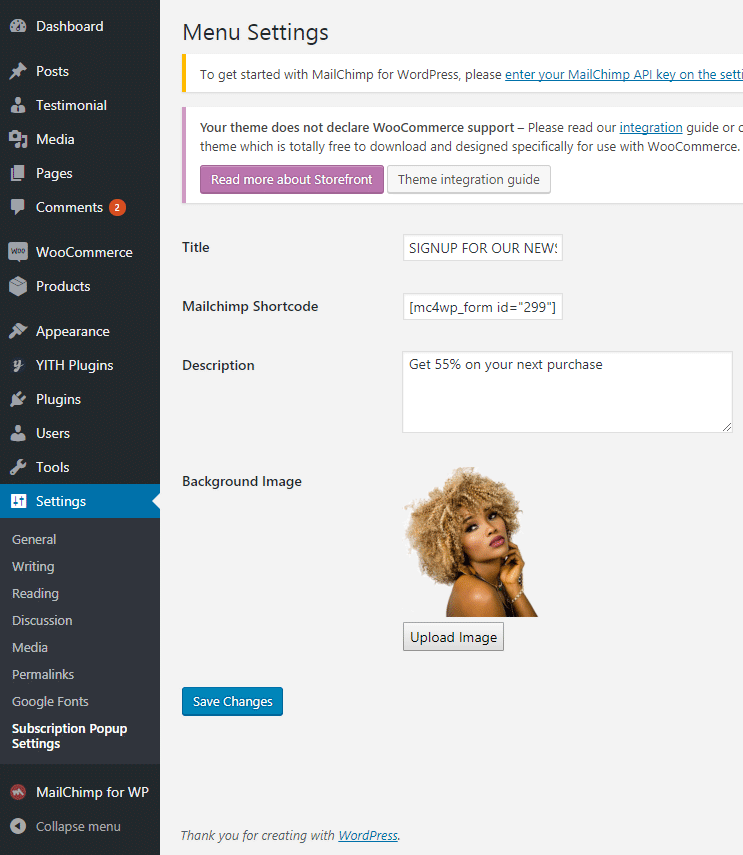 Dashboard
Posts
Testimonial
Media
Pages
Comments 2
WooCommerce
Products
Appearance
YITH Plugins
Plugins
Users
Tools
Settings
General
Writing
Reading
Discussion
Media
Permalinks
Google Fonts
Subscription Popup
Settings
MailChimp for WP
Collapse menu
Menu Settings
To get started with MailChimp for WordPress, please enter your MailChimp API key on the
Your theme does not declare WooCommerce support – Please read our integration guide or
theme which is totally free to download and designed specifically for use with WooCommerce.
Read more about Storefront
Theme integration guide
Title
SIGNUP FOR OUR
Mailchimp Shortcode
[mc4wp_form id="299"]
Description
Get 55% on your next purchase
Background Image
Upload Image
Save Changes
Thank you for creating with WordPress.